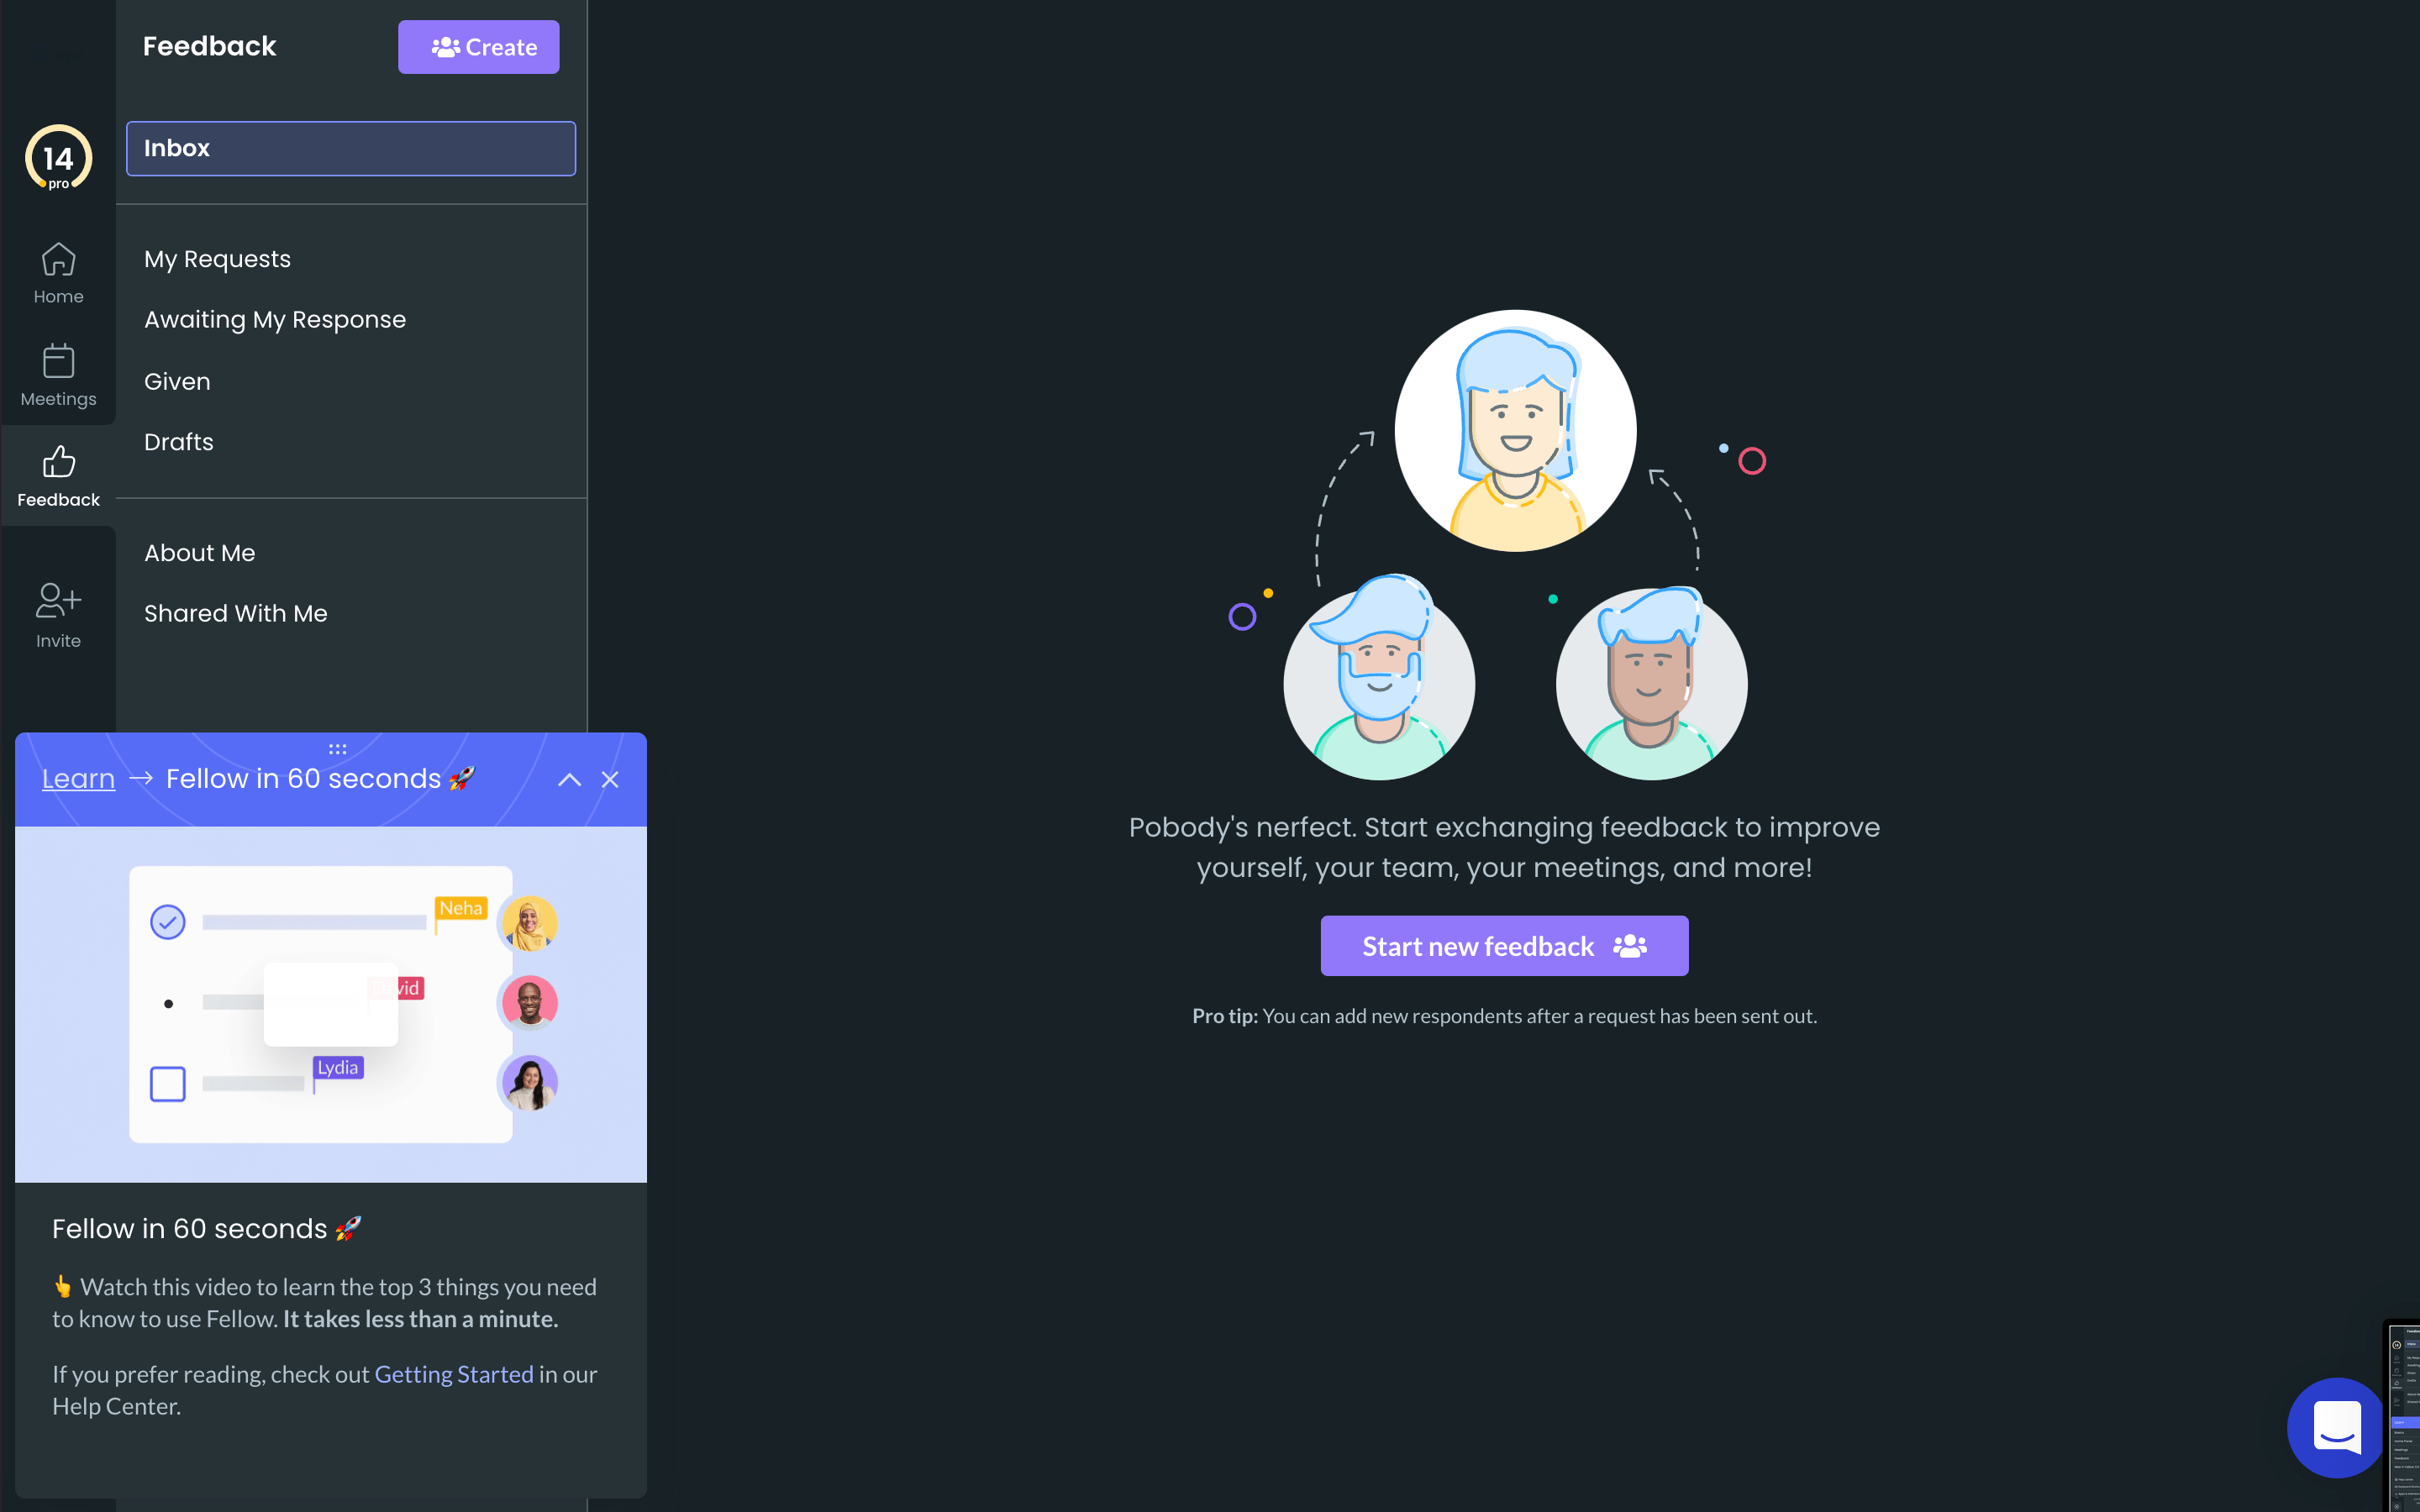 Feedback
Create
14
pro
Inbox
Home
My Requests
Awaiting My Response
Meetings
Given
Drafts
Feedback
About Me
Shared With Me
Invite
Learn → Fellow in 60 seconds 🚀
Neha
vid
Lydia
Fellow in 60 seconds 🚀
👆 Watch this video to learn the top 3 things you need
to know to use Fellow. It takes less than a minute.
If you prefer reading, check out Getting Started in our
Help Center.
Pobody's nerfect. Start exchanging feedback to improve
yourself, your team, your meetings, and more!
Start new feedback
Pro tip: You can add new respondents after a request has been sent out.